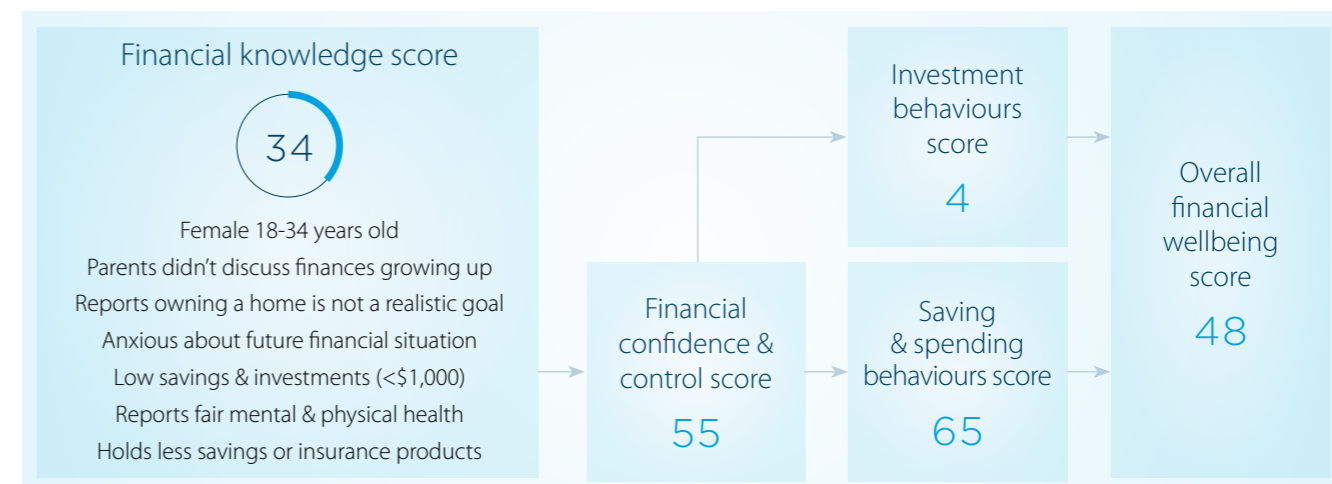 Financial knowledge score
34
Female 18-34 years old
Parents didn't discuss finances growing up
Reports owning a home is not a realistic goal
Anxious about future financial situation
Low savings & investments (<$1,000)
Reports fair mental & physical health
Holds less savings or insurance products
Financial
confidence &
control score
55
Investment
behaviours
score
4
Saving
& spending
behaviours score
65
Overall
financial
wellbeing
score
48